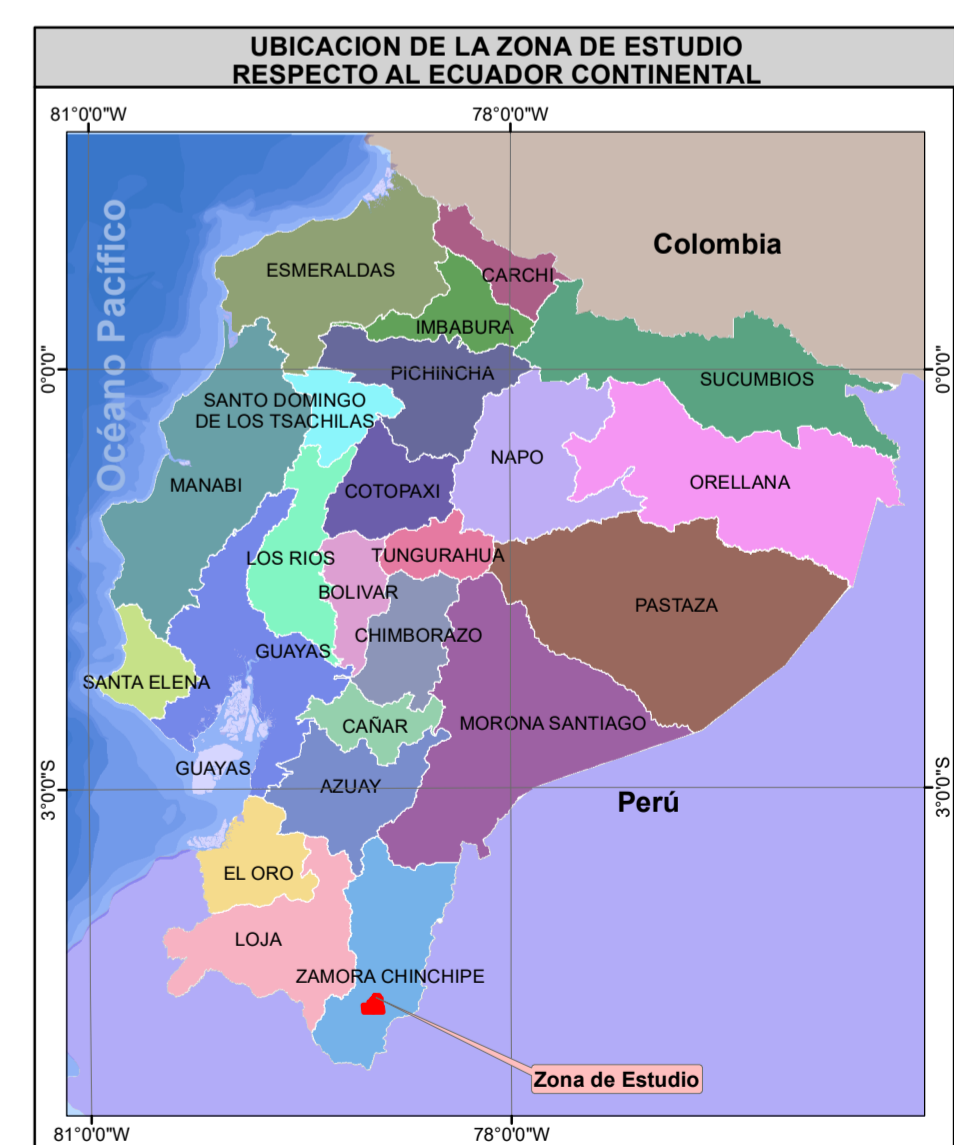 UBICACION DE LA ZONA DE ESTUDIO
RESPECTO AL ECUADOR CONTINENTAL
81°0'0"W
78°0'0"W
Océano Pacífico
Colombia
ESMERALDAS
CARCHI
IMBABURA
0°0'0"
PICHINCHA
0°0'0"
SUCUMBIOS
SANTO DOMINGO
DE LOS TSACHILAS
NAPO
MANABI
COTOPAXI
ORELLANA
LOS RIOS
TUNGURAHUA
BOLIVAR
PASTAZA
CHIMBORAZO
GUAYAS
SANTA ELENA
CAÑAR
MORONA SANTIAGO
GUAYAS
AZUAY
3°0'0"S
Perú
3°0'0"S
EL ORO
LOJA
ZAMORA CHINCHIPE
Zona de Estudio
81°0'0"W
78°0'0"W